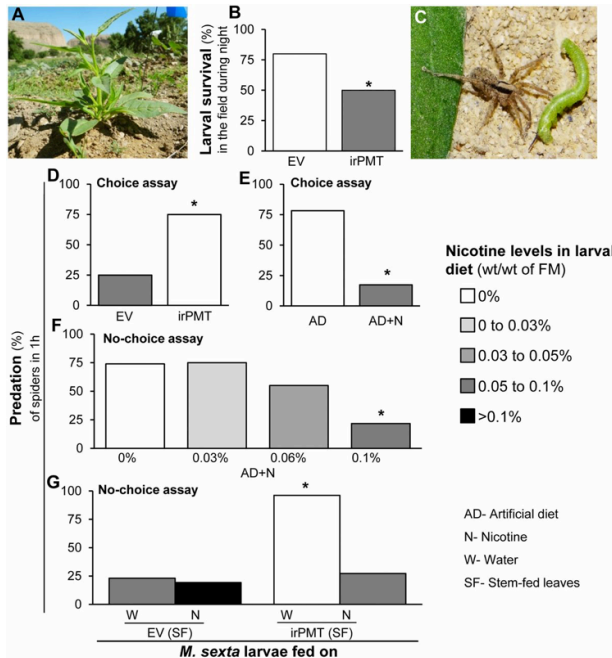 A
B
Larval survival (%)
in the field during night
100
75
50
25
0
*
EV
irPMT
C
D
Choice assay
100
75
50
25
0
*
EV
irPMT
E
Choice assay
100
75
50
25
0
*
AD
AD+N
Predation (%)
of spiders in 1h
F
No-choice assay
100
75
50
25
0
*
0%
0.03%
0.06%
0.1%
AD+N
G
No-choice assay
100
75
50
25
0
*
W
N
W
N
EV (SF)
irPMT (SF)
M. sexta larvae fed on
Nicotine levels in larval
diet (wt/wt of FM)
0%
0 to 0.03%
0.03 to 0.05%
0.05 to 0.1%
>0.1%
AD- Artificial diet
N- Nicotine
W- Water
SF- Stem-fed leaves